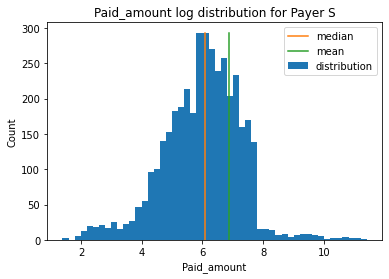 Paid_amount log distribution for Payer S
median
mean
distribution
Count
300
250
200
150
100
50
0
2
4
6
8
10
Paid_amount